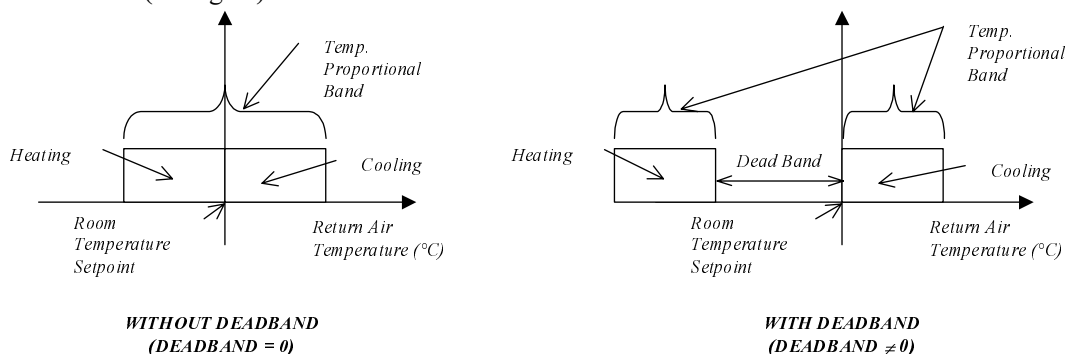 Temp.
Proportional
Band
Heating
Cooling
Room
Temperature
Setpoint
Return Air
Temperature (°C)
WITHOUT DEADBAND
(DEADBAND = 0)
Temp.
Proportional
Band
Heating
Dead Band
Cooling
Room
Temperature
Setpoint
Return Air
Temperature (°C)
WITH DEADBAND
(DEADBAND ≠ 0)